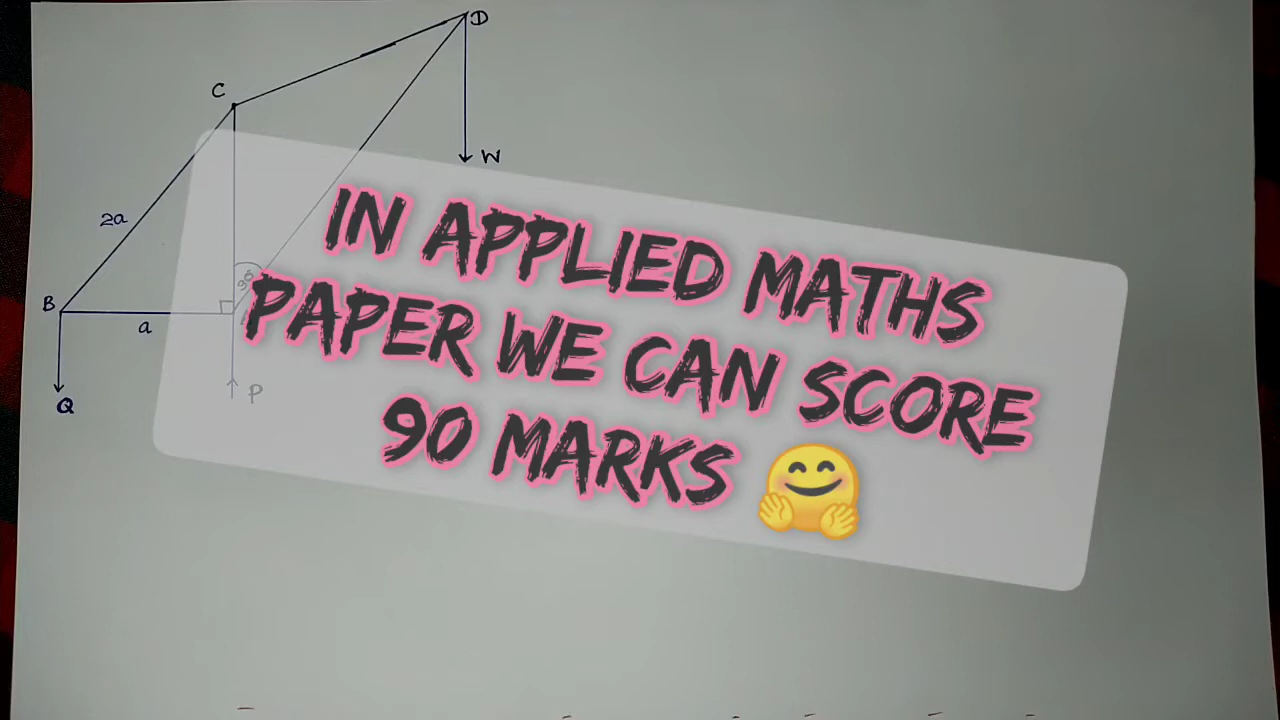 D
C
W
2a
30
B
a
P
Q
IN APPLIED MATHS
PAPER WE CAN SCORE
90 MARKS 🤗